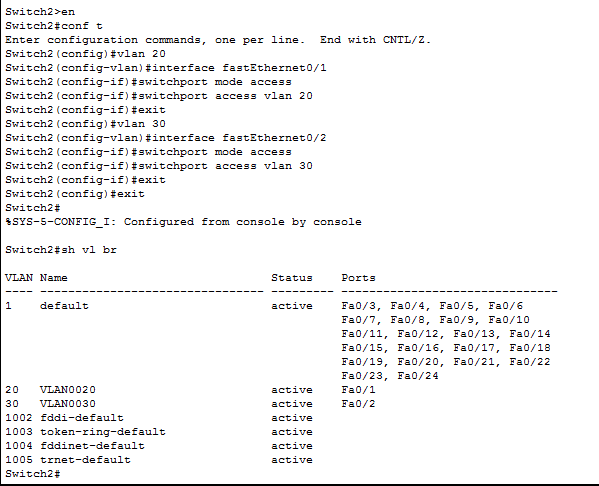 Switch2>en
Switch2#conf t
Enter configuration commands, one per line.  End with CNTL/Z.
Switch2(config)#vlan 20
Switch2(config-vlan)#interface fastEthernet0/1
Switch2(config-if)#switchport mode access
Switch2(config-if)#switchport access vlan 20
Switch2(config-if)#exit
Switch2(config)#vlan 30
Switch2(config-vlan)#interface fastEthernet0/2
Switch2(config-if)#switchport mode access
Switch2(config-if)#switchport access vlan 30
Switch2(config-if)#exit
Switch2(config)#exit
Switch2#
%SYS-5-CONFIG_I: Configured from console by console
Switch2#sh vl br
VLAN Name                             Status    Ports
---- -------------------------------- --------- -------------------------------
1    default                          active    Fa0/3, Fa0/4, Fa0/5, Fa0/6
                                                Fa0/7, Fa0/8, Fa0/9, Fa0/10
                                                Fa0/11, Fa0/12, Fa0/13, Fa0/14
                                                Fa0/15, Fa0/16, Fa0/17, Fa0/18
                                                Fa0/19, Fa0/20, Fa0/21, Fa0/22
                                                Fa0/23, Fa0/24
20   VLAN0020                         active    Fa0/1
30   VLAN0030                         active    Fa0/2
1002 fddi-default                     active
1003 token-ring-default               active
1004 fddinet-default                  active
1005 trnet-default                    active
Switch2#